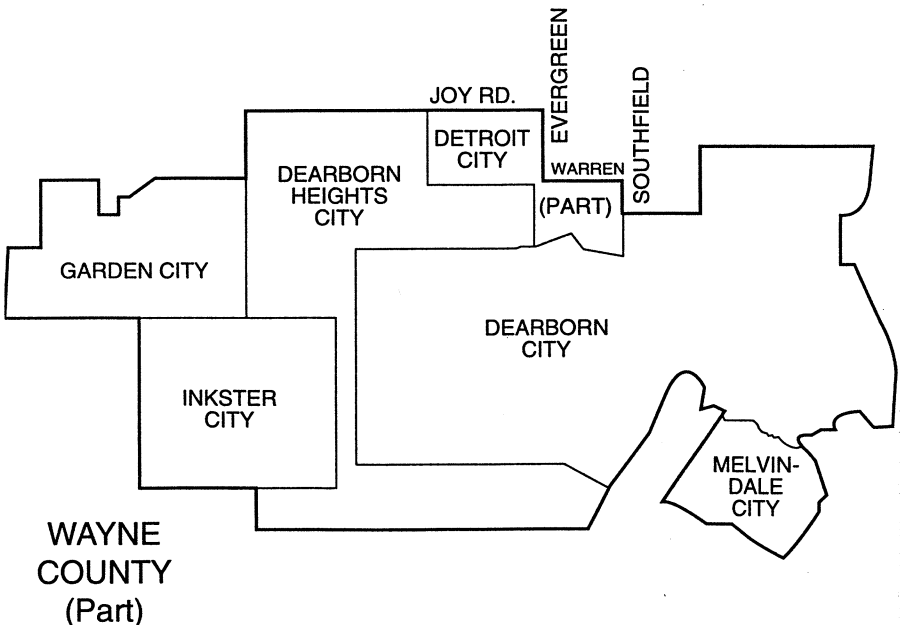 EVERGREEN
SOUTHFIELD
JOY RD.
DETROIT
CITY
WARREN
DEARBORN
HEIGHTS
CITY
(PART)
GARDEN CITY
DEARBORN
CITY
INKSTER
CITY
MELVIN-
DALE
CITY
WAYNE
COUNTY
(Part)